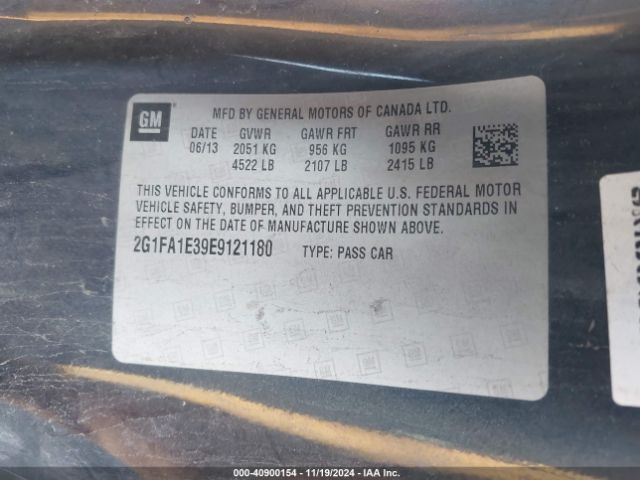 GM
MFD BY GENERAL MOTORS OF CANADA LTD.
DATE GVWR GAWR FRT GAWR RR
06/13 2051 KG 956 KG 1095 KG
4522 LB 2107 LB 2415 LB
THIS VEHICLE CONFORMS TO ALL APPLICABLE U.S. FEDERAL MOTOR
VEHICLE SAFETY, BUMPER, AND THEFT PREVENTION STANDARDS IN
EFFECT ON THE DATE OF MANUFACTURE SHOWN ABOVE.
2G1FA1E39E9121180 TYPE: PASS CAR
000-40900154 - 11/19/2024 - IAA Inc.